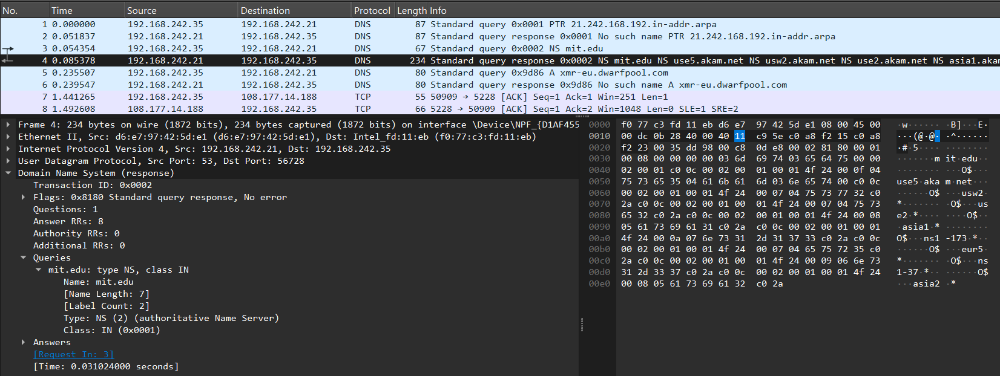 No. Time Source Destination Protocol Length Info
1 0.000000 192.168.242.35 192.168.242.21 DNS 87 Standard query 0x0001 PTR 21.242.168.192.in-addr.arpa
2 0.051837 192.168.242.21 192.168.242.35 DNS 87 Standard query response 0x0001 No such name PTR 21.242.168.192.in-addr.arpa
3 0.054354 192.168.242.35 192.168.242.21 DNS 67 Standard query 0x0002 NS mit.edu
4 0.085378 192.168.242.21 192.168.242.35 DNS 234 Standard query response 0x0002 NS mit.edu NS use5.akam.net NS usw2.akam.net NS use2.akam.net NS asia1.akam
5 0.235507 192.168.242.35 192.168.242.21 DNS 80 Standard query 0x9d86 A xmr-eu.dwarfpool.com
6 0.239547 192.168.242.21 192.168.242.35 DNS 80 Standard query response 0x9d86 No such name A xmr-eu.dwarfpool.com
7 1.441265 192.168.242.35 108.177.14.188 TCP 55 50909 → 5228 [ACK] Seq=1 Ack=1 Win=251 Len=1
8 1.492608 108.177.14.188 192.168.242.35 TCP 66 5228 → 50909 [ACK] Seq=1 Ack=2 Win=1048 Len=0 SLE=1 SRE=2
Frame 4: 234 bytes on wire (1872 bits), 234 bytes captured (1872 bits) on interface \Device\NPF_{D1AF455
Ethernet II, Src: d6:e7:97:42:5d:e1 (d6:e7:97:42:5d:e1), Dst: Intel_fd:11:eb (f0:77:c3:fd:11:eb)
Internet Protocol Version 4, Src: 192.168.242.21, Dst: 192.168.242.35
User Datagram Protocol, Src Port: 53, Dst Port: 56728
Domain Name System (response)
Transaction ID: 0x0002
Flags: 0x8180 Standard query response, No error
Questions: 1
Answer RRs: 8
Authority RRs: 0
Additional RRs: 0
Queries
mit.edu: type NS, class IN
Name: mit.edu
[Name Length: 7]
[Label Count: 2]
Type: NS (2) (authoritative Name Server)
Class: IN (0x0001)
Answers
[Request In: 3]
[Time: 0.031024000 seconds]
0000 f0 77 c3 fd 11 eb d6 e7 97 42 5d e1 08 00 45 00 ·w·······B]···E·
0010 00 dc 0b 28 40 00 40 11 c9 5e c0 a8 f2 15 c0 a8 ···(@·@··^······
0020 f2 23 00 35 dd 98 00 c8 0d e8 00 02 81 80 00 01 ·#·5············
0030 00 08 00 00 00 00 03 6d 69 74 03 65 64 75 00 00 ·······mit·edu··
0040 02 00 01 c0 0c 00 02 00 01 00 01 4f 24 00 0f 04 ···········O$···
0050 75 73 65 35 04 61 6b 61 6d 03 6e 65 74 00 c0 0c use5·akam·net···
0060 00 02 00 01 00 01 4f 24 00 07 04 75 73 77 32 c0 ······O$···usw2·
0070 2a c0 0c 00 02 00 01 00 01 4f 24 00 07 04 75 73 *········O$···us
0080 65 32 c0 2a c0 0c 00 02 00 01 00 01 4f 24 00 08 e2·*········O$··
0090 05 61 73 69 61 31 c0 2a c0 0c 00 02 00 01 00 01 ·asia1·*········
00a0 4f 24 00 0a 07 6e 73 31 2d 31 37 33 c0 2a c0 0c O$···ns1-173·*··
00b0 00 02 00 01 00 01 4f 24 00 07 04 65 75 72 35 c0 ······O$···eur5·
00c0 2a c0 0c 00 02 00 01 00 01 4f 24 00 09 06 6e 73 *········O$···ns
00d0 31 2d 33 37 c0 2a c0 0c 00 02 00 01 00 01 4f 24 1-37·*········O$
00e0 00 08 05 61 73 69 61 32 c0 2a ···asia2·*